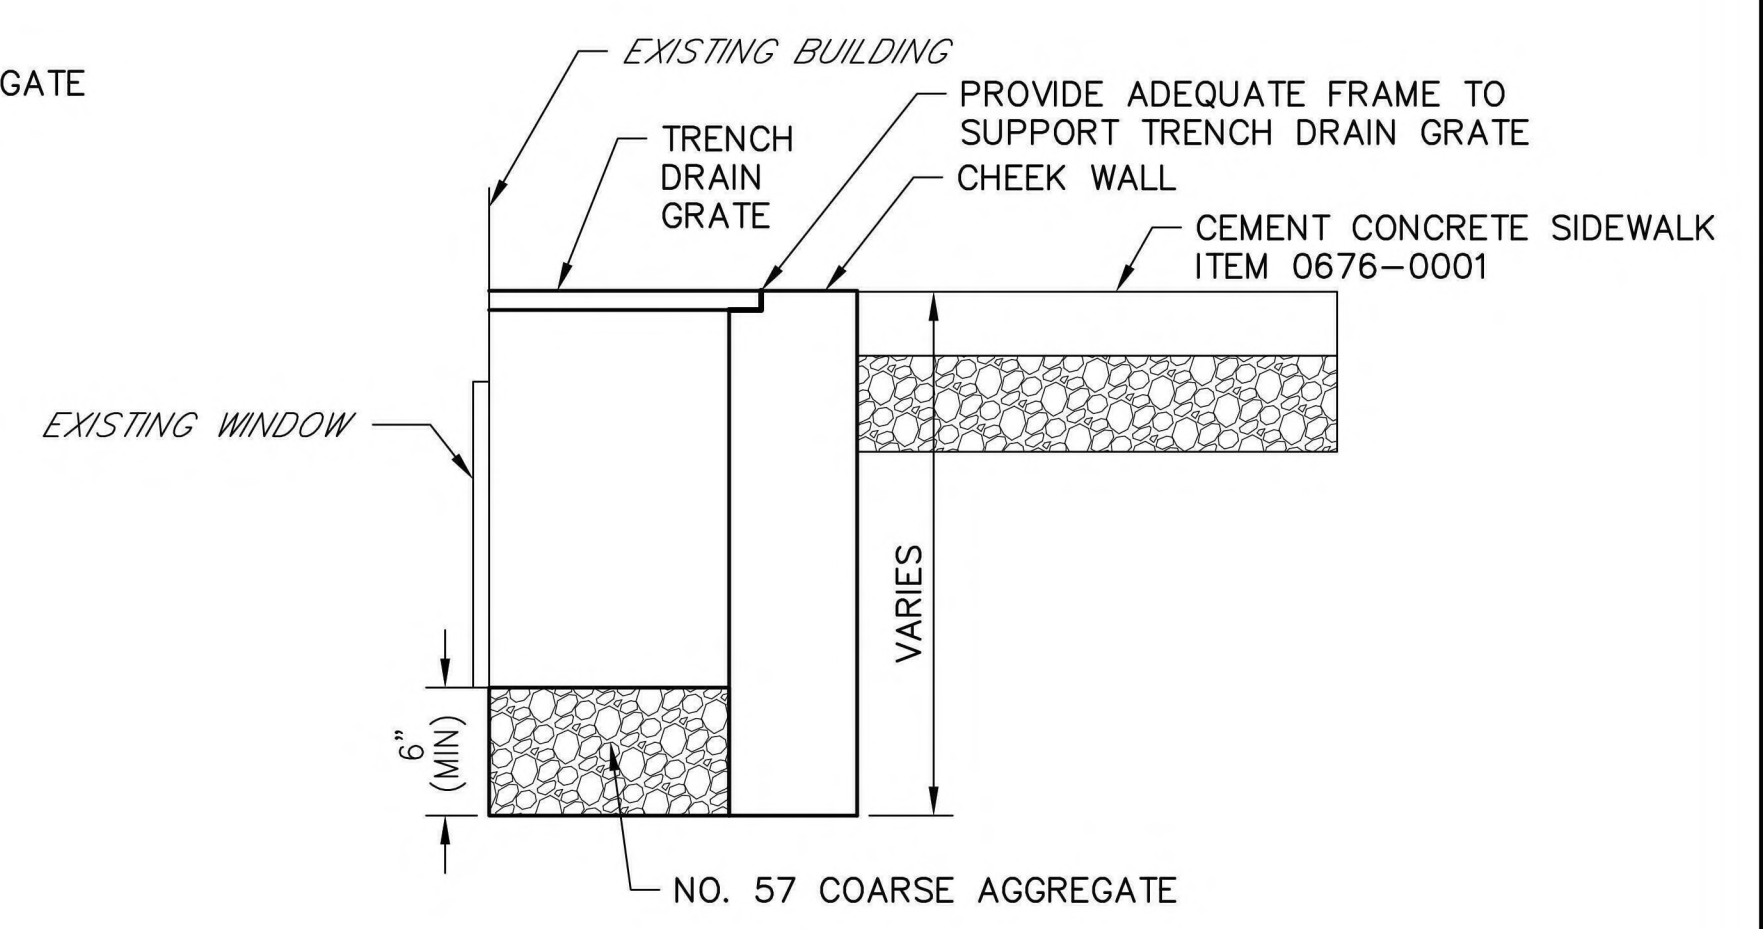 EXISTING BUILDING
GATE
PROVIDE ADEQUATE FRAME TO
SUPPORT TRENCH DRAIN GRATE
TRENCH
DRAIN
GRATE
CHEEK WALL
CEMENT CONCRETE SIDEWALK
ITEM 0676-0001
EXISTING WINDOW
VARIES
6"
(MIN)
NO. 57 COARSE AGGREGATE